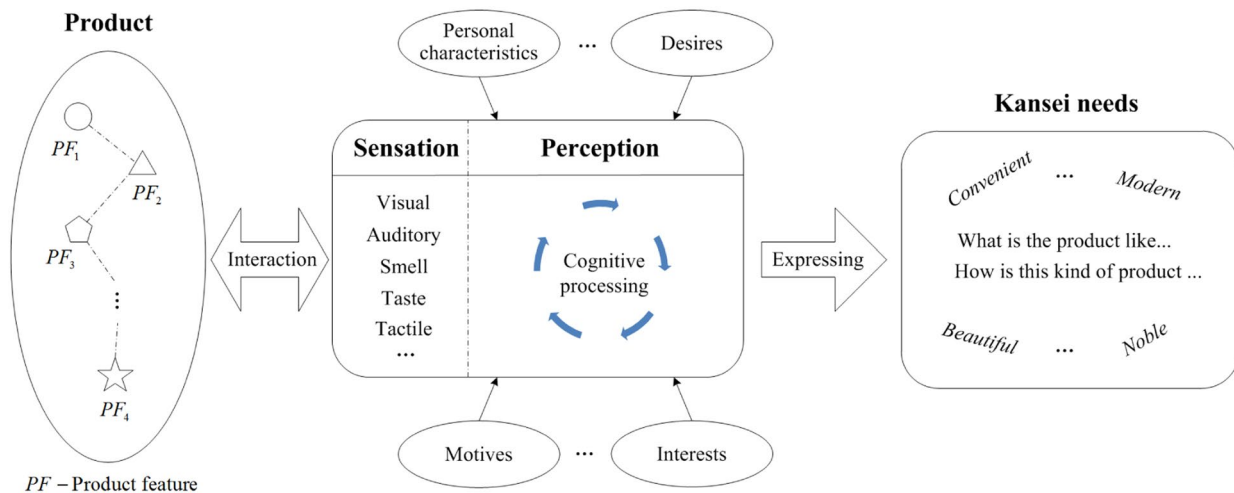 Product
PF1
PF2
PF3
...
PF4
PF – Product feature
Interaction
Personal
characteristics
...
Desires
Sensation
Perception
Visual
Auditory
Smell
Taste
Tactile
...
Cognitive
processing
Motives
...
Interests
Expressing
Kansei needs
Convenient ... Modern
What is the product like...
How is this kind of product ...
Beautiful ... Noble